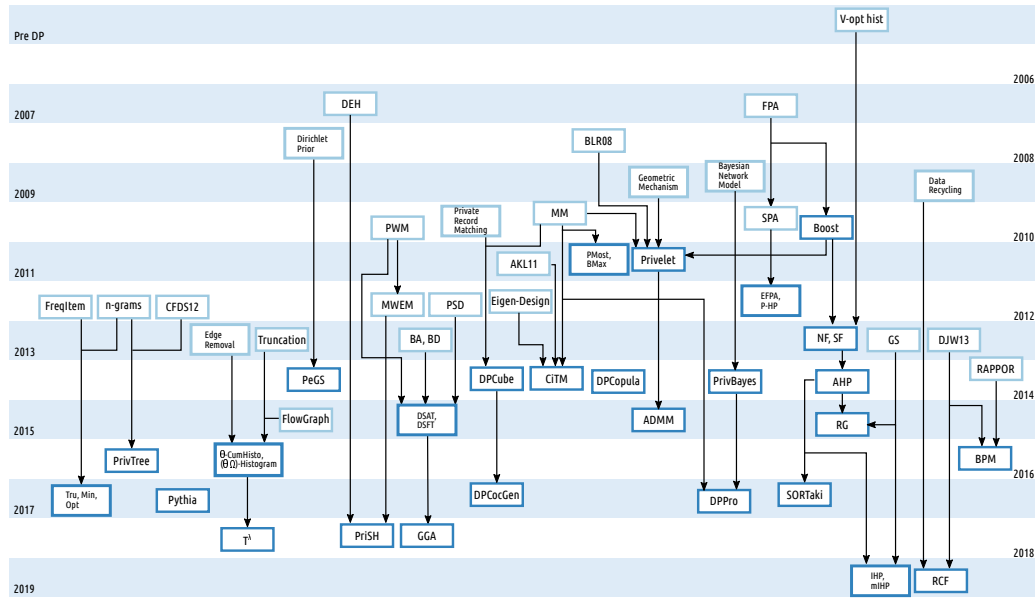 V-opt hist
Pre DP
2006
DEH
FPA
2007
Dirichlet
Prior
BLR08
2008
Geometric
Mechanism
Bayesian
Network
Model
Data
Recycling
2009
Private
Record
Matching
MM
SPA
PWM
Boost
2010
PMost,
BMax
Privelet
AKL11
2011
EFPA,
P-HP
FreqItem
n-grams
CFDS12
MWEM
PSD
Eigen-Design
2012
Edge
Removal
Truncation
BA, BD
NF, SF
GS
DJW13
2013
RAPPOR
PeGS
DPCube
CiTM
DPCopula
PrivBayes
AHP
2014
FlowGraph
DSAT,
DSFT
ADMM
RG
2015
PrivTree
θ-CumHisto,
(θ,Ω)-Histogram
BPM
2016
Tru, Min,
Opt
Pythia
DPCocGen
DPPro
SORTaki
2017
Tλ
PriSH
GGA
2018
IHP,
mIHP
RCF
2019